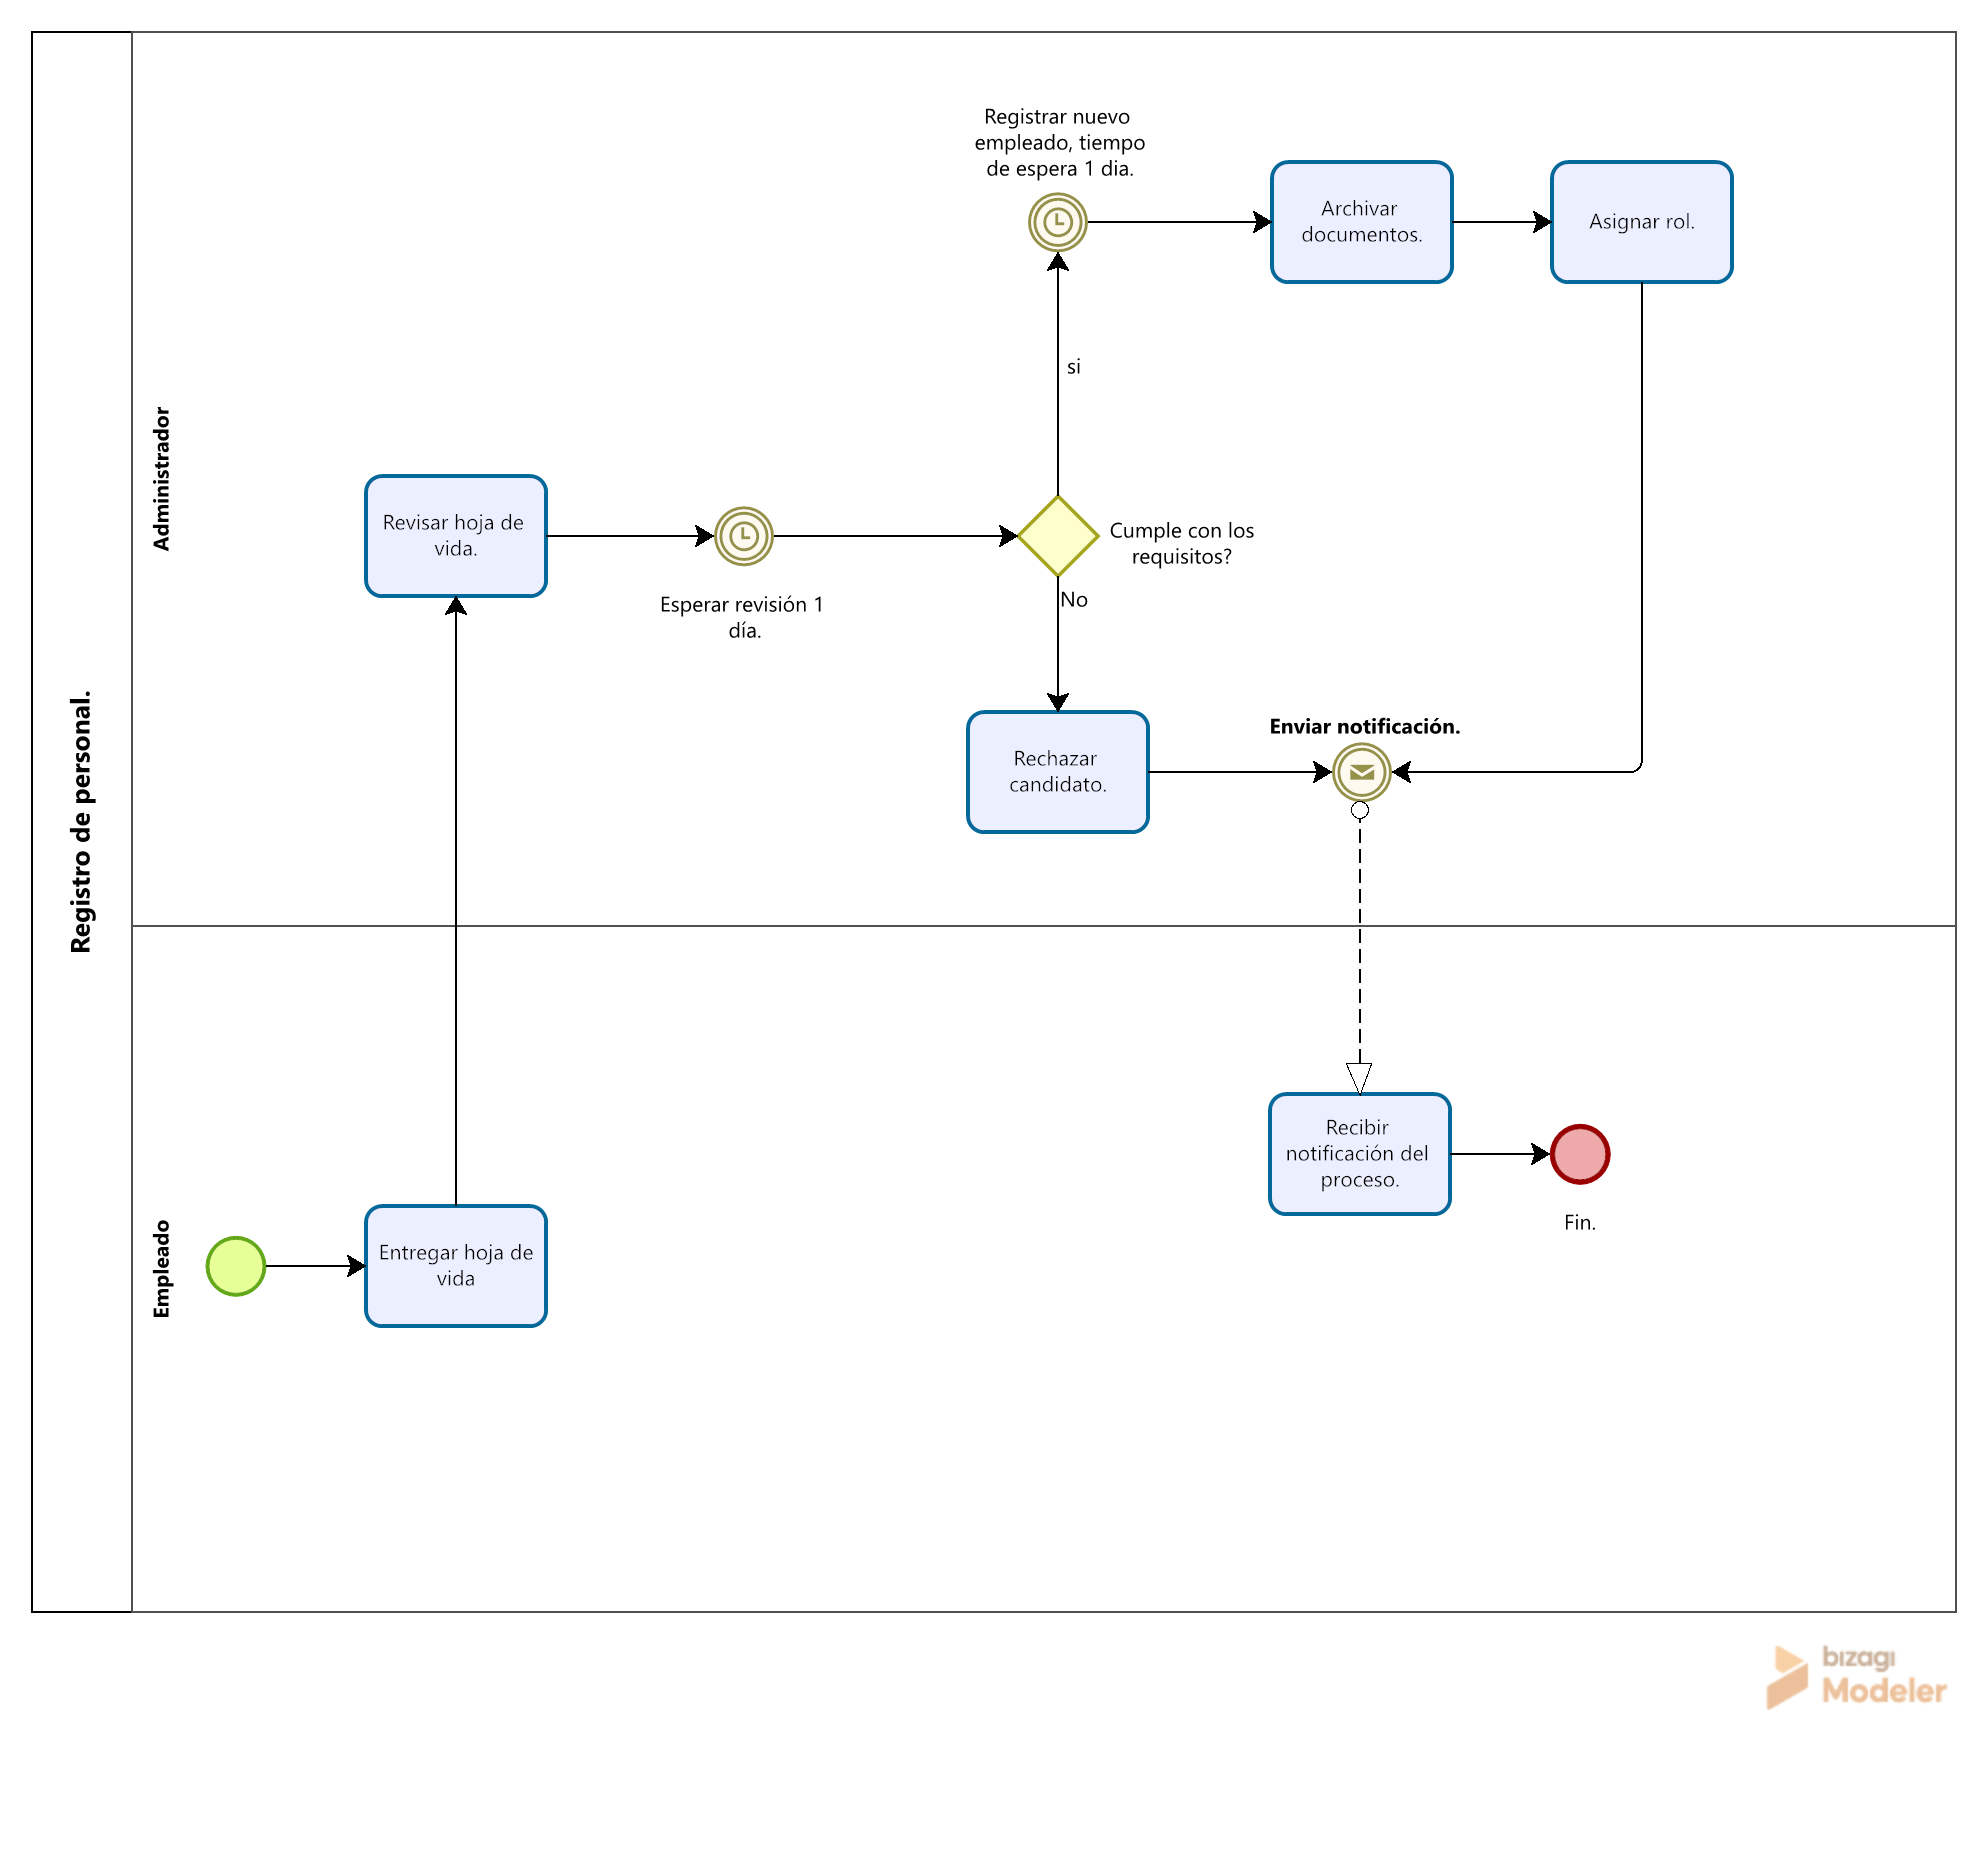 Registro de personal.
Administrador
Registrar nuevo
empleado, tiempo
de espera 1 dia.
Archivar
documentos.
Asignar rol.
si
Revisar hoja de
vida.
Esperar revisión 1
día.
Cumple con los
requisitos?
No
Rechazar
candidato.
Enviar notificación.
Empleado
Entregar hoja de
vida
Recibir
notificación del
proceso.
Fin.
bizagi
Modeler